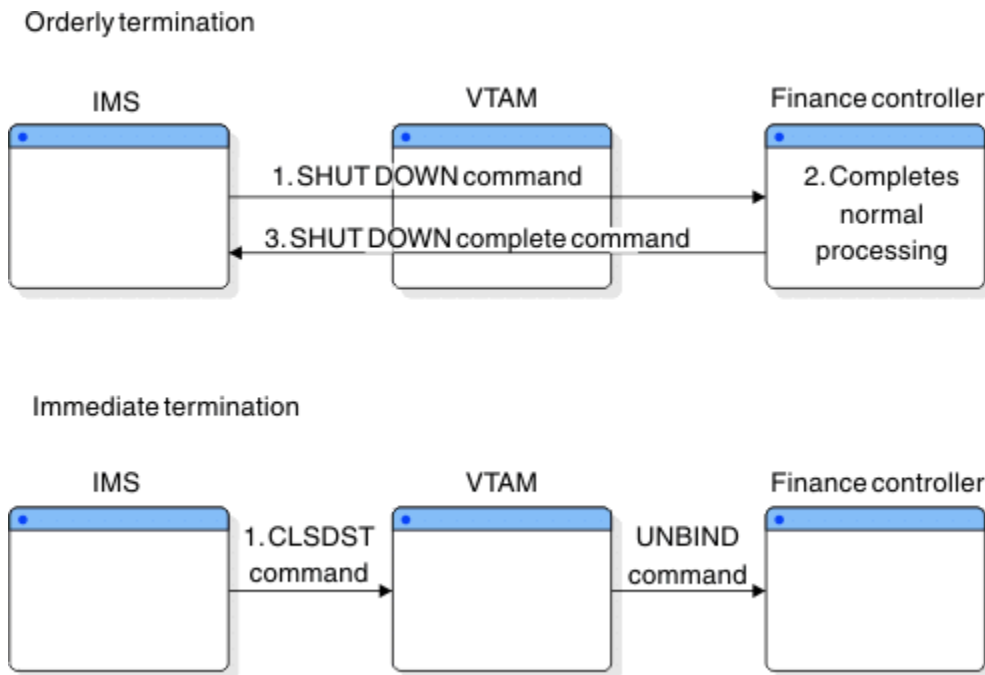 Orderly termination
IMS
VTAM
Finance controller
1. SHUT DOWN command
2. Completes
normal
processing
3. SHUT DOWN complete command
Immediate termination
IMS
VTAM
Finance controller
1. CLSDST
command
UNBIND
command